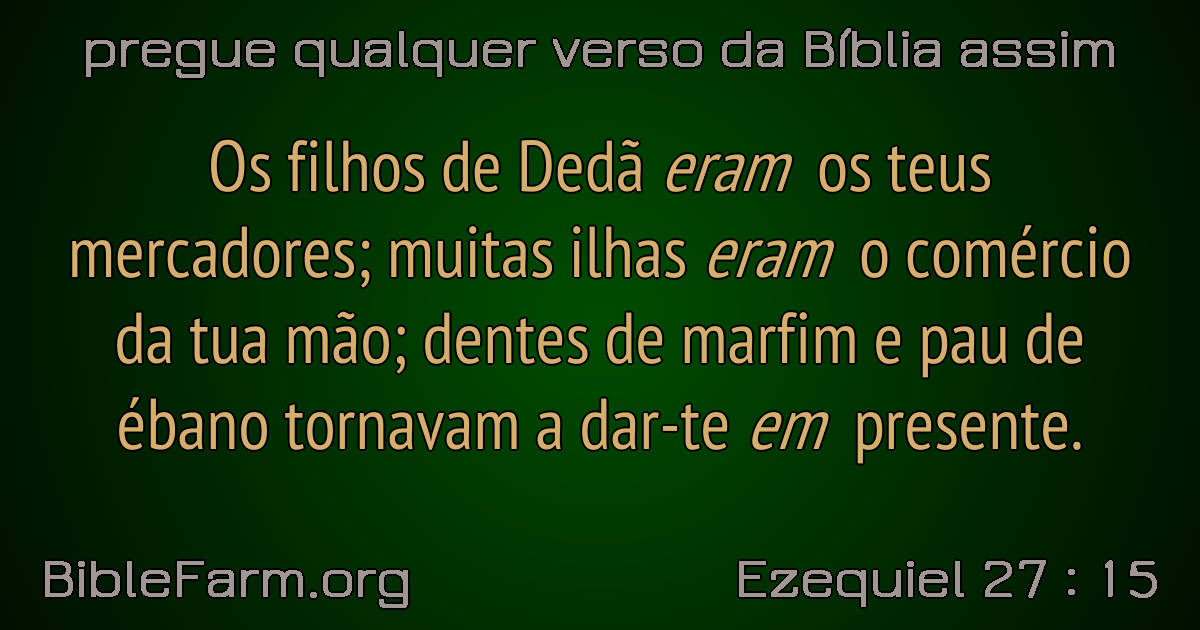 pregue qualquer verso da Bíblia assim
Os filhos de Dedã eram os teus
mercadores; muitas ilhas eram o comércio
da tua mão; dentes de marfim e pau de
ébano tornavam a dar-te em presente.
BibleFarm.org
Ezequiel 27 : 15